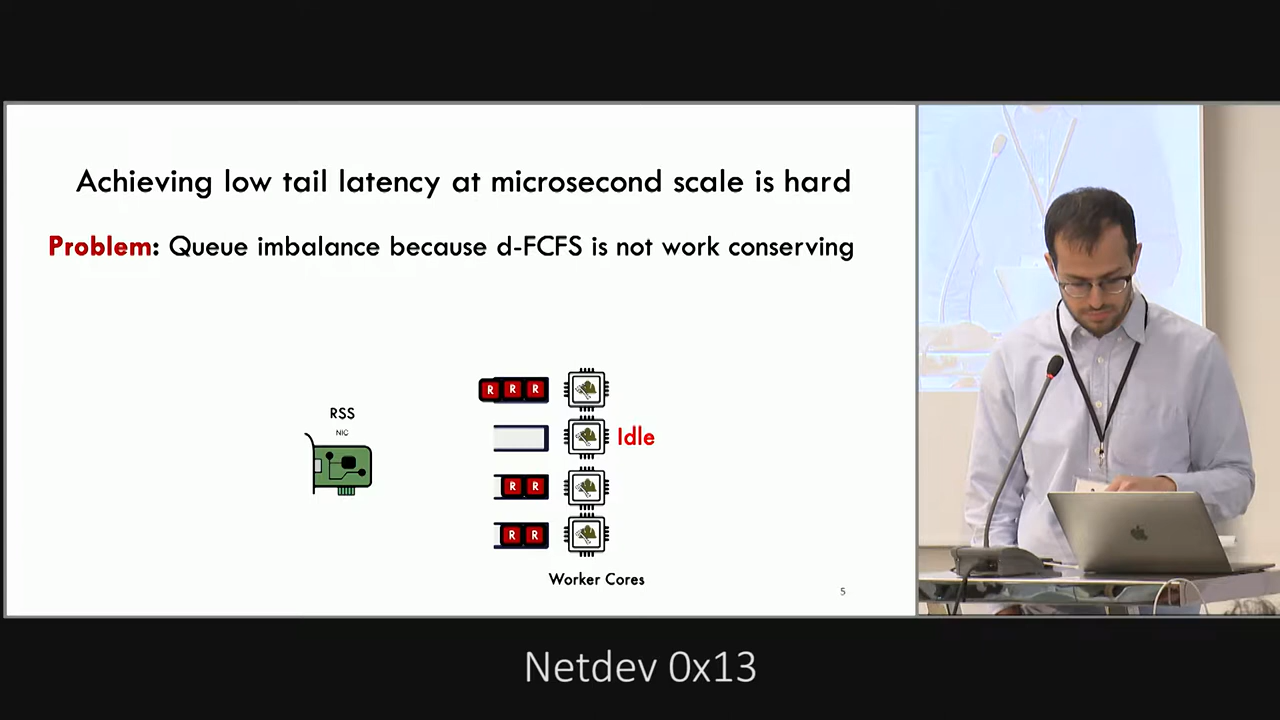 Achieving low tail latency at microsecond scale is hard
Problem: Queue imbalance because d-FCFS is not work conserving
RSS
NIC
R R R
Idle
R R
R R
Worker Cores
5
Netdev 0x13